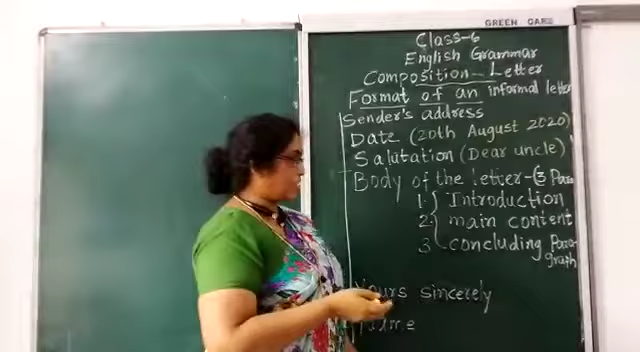 GREEN CARE
Class-6
English Grammar
Composition - Letter
Format of an informal letter
Sender's address
Date (20th August 2020)
Salutation (Dear uncle)
Body of the letter - (3 Para
1. Introduction
2. main content
3 concluding Para-
graph
Yours sincerely
Name